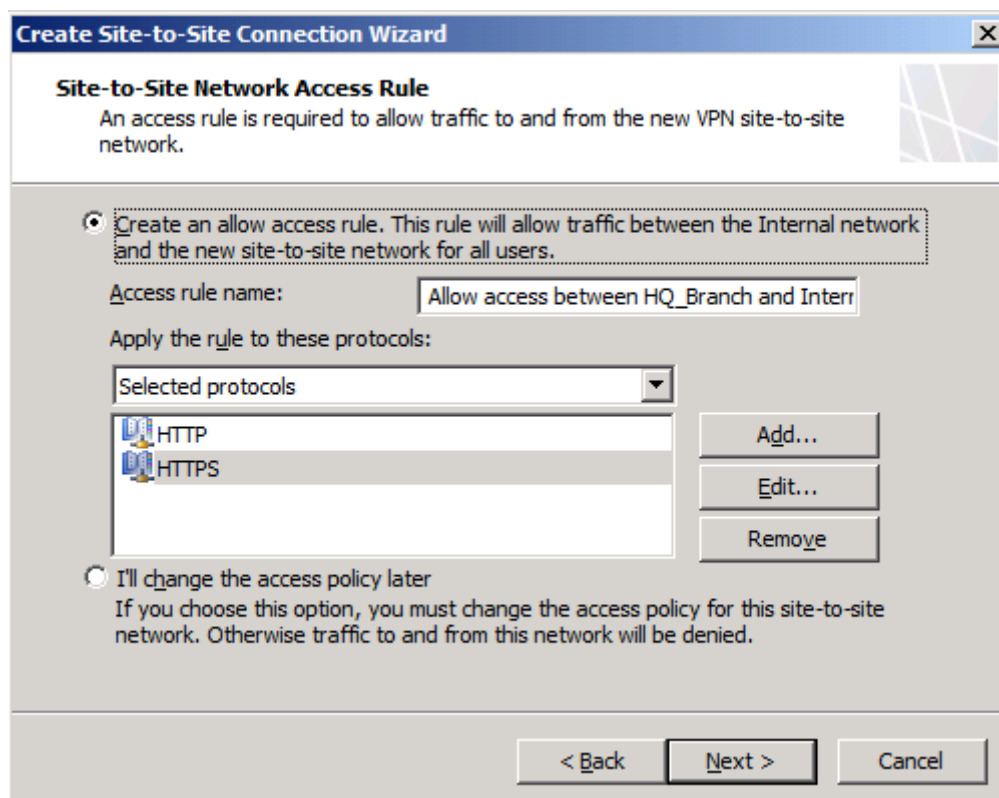 Create Site-to-Site Connection Wizard
Site-to-Site Network Access Rule
An access rule is required to allow traffic to and from the new VPN site-to-site
network.
Create an allow access rule. This rule will allow traffic between the Internal network
and the new site-to-site network for all users.
Access rule name:
Allow access between HQ_Branch and Intern
Apply the rule to these protocols:
Selected protocols
HTTP
HTTPS
Add...
Edit...
Remove
I'll change the access policy later
If you choose this option, you must change the access policy for this site-to-site
network. Otherwise traffic to and from this network will be denied.
< Back
Next >
Cancel